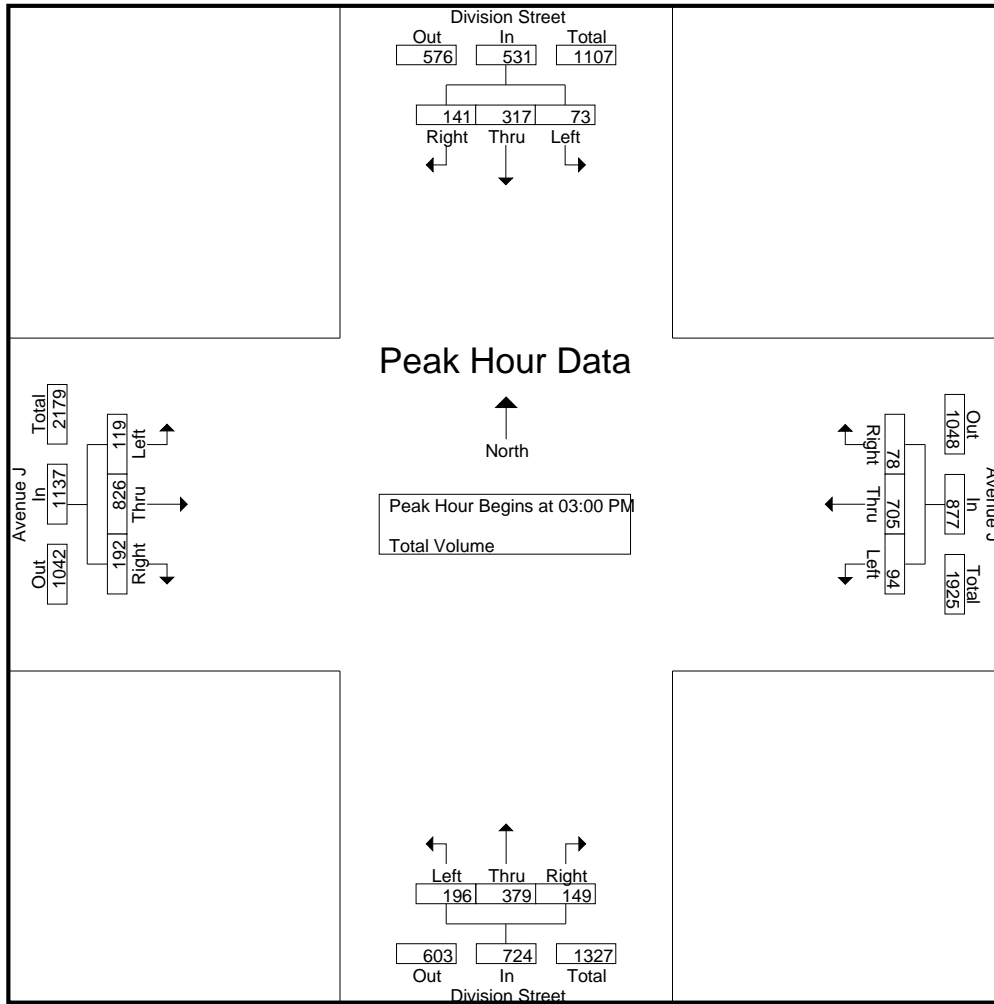 Division Street
Out In Total
576 531 1107
141 317 73
Right Thru Left
Peak Hour Data
North
Peak Hour Begins at 03:00 PM
Total Volume
Avenue J
Total In Out
2179 1137 1042
119 826 192
Left Thru Right
Avenue J
Out In Total
1048 877 1925
78 705 94
Right Thru Left
Left Thru Right
196 379 149
603 724 1327
Out In Total
Division Street